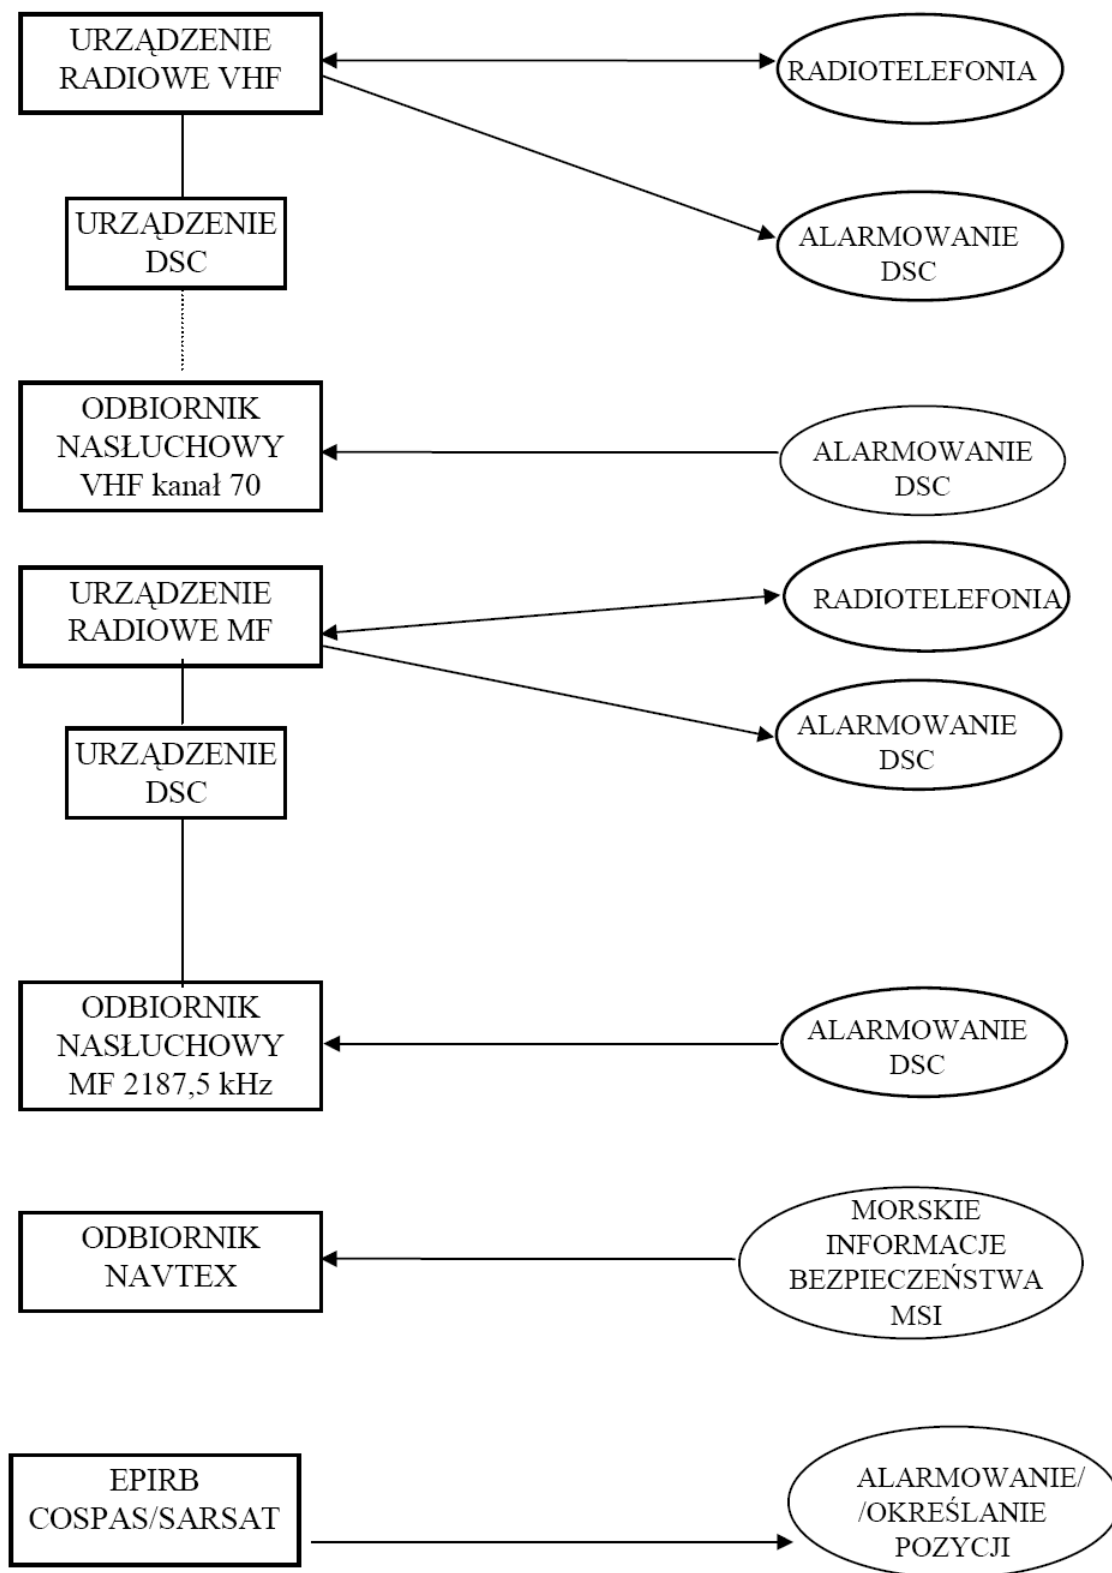 URZĄDZENIE
RADIOWE VHF
RADIOTELEFONIA
URZĄDZENIE
DSC
ALARMOWANIE
DSC
ODBIORNIK
NASŁUCHOWY
VHF kanał 70
ALARMOWANIE
DSC
URZĄDZENIE
RADIOWE MF
RADIOTELEFONIA
URZĄDZENIE
DSC
ALARMOWANIE
DSC
ODBIORNIK
NASŁUCHOWY
MF 2187,5 kHz
ALARMOWANIE
DSC
ODBIORNIK
NAVTEX
MORSKIE
INFORMACJE
BEZPIECZEŃSTWA
MSI
EPIRB
COSPAS/SARSAT
ALARMOWANIE/
/OKREŚLANIE
POZYCJI